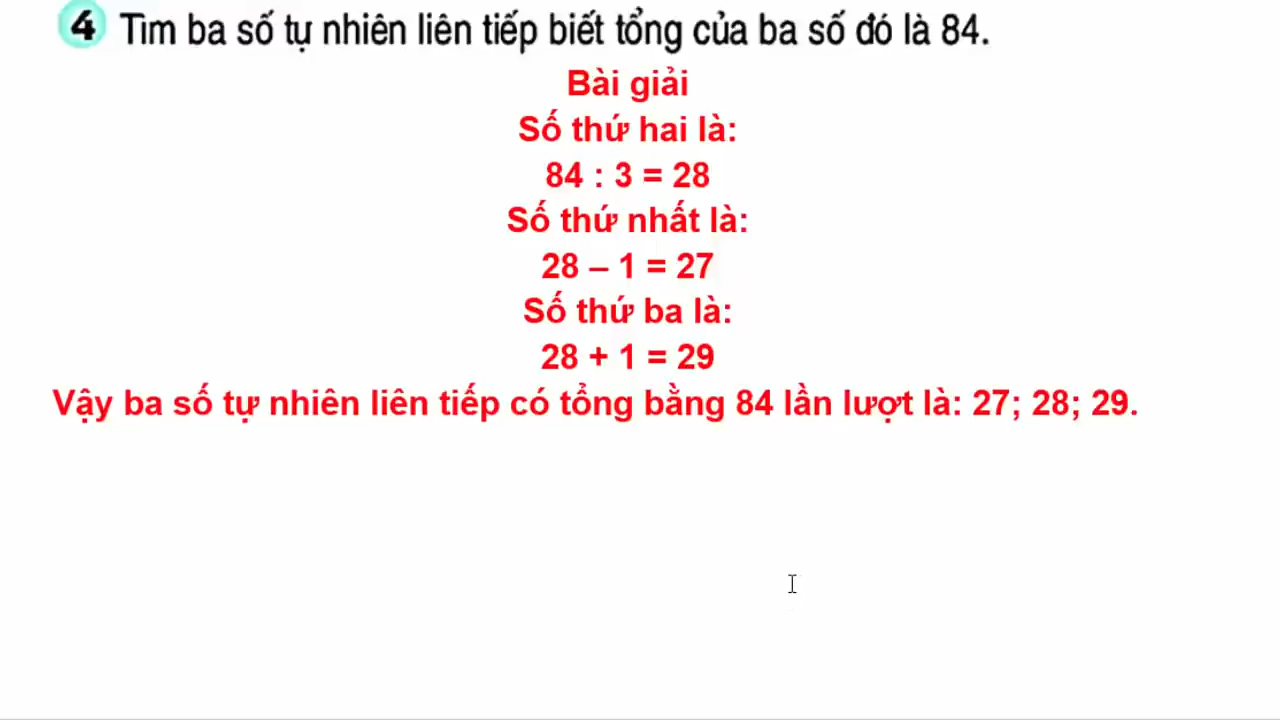 4 Tìm ba số tự nhiên liên tiếp biết tổng của ba số đó là 84.
Bài giải
Số thứ hai là:
84 : 3 = 28
Số thứ nhất là:
28 – 1 = 27
Số thứ ba là:
28 + 1 = 29
Vậy ba số tự nhiên liên tiếp có tổng bằng 84 lần lượt là: 27; 28; 29.